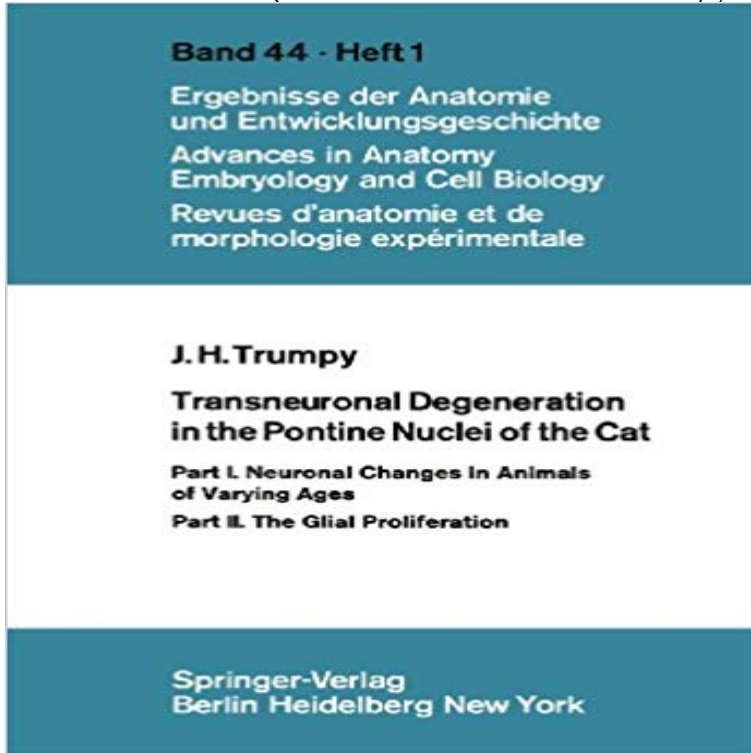 Band 44 · Heft 1
Ergebnisse der Anatomie
und Entwicklungsgeschichte
Advances in Anatomy
Embryology and Cell Biology
Revues d'anatomie et de
morphologie expérimentale
J. H. Trumpy
Transneuronal Degeneration
in the Pontine Nuclei of the Cat
Part I. Neuronal Changes in Animals
of Varying Ages
Part II. The Glial Proliferation
Springer-Verlag
Berlin Heidelberg New York